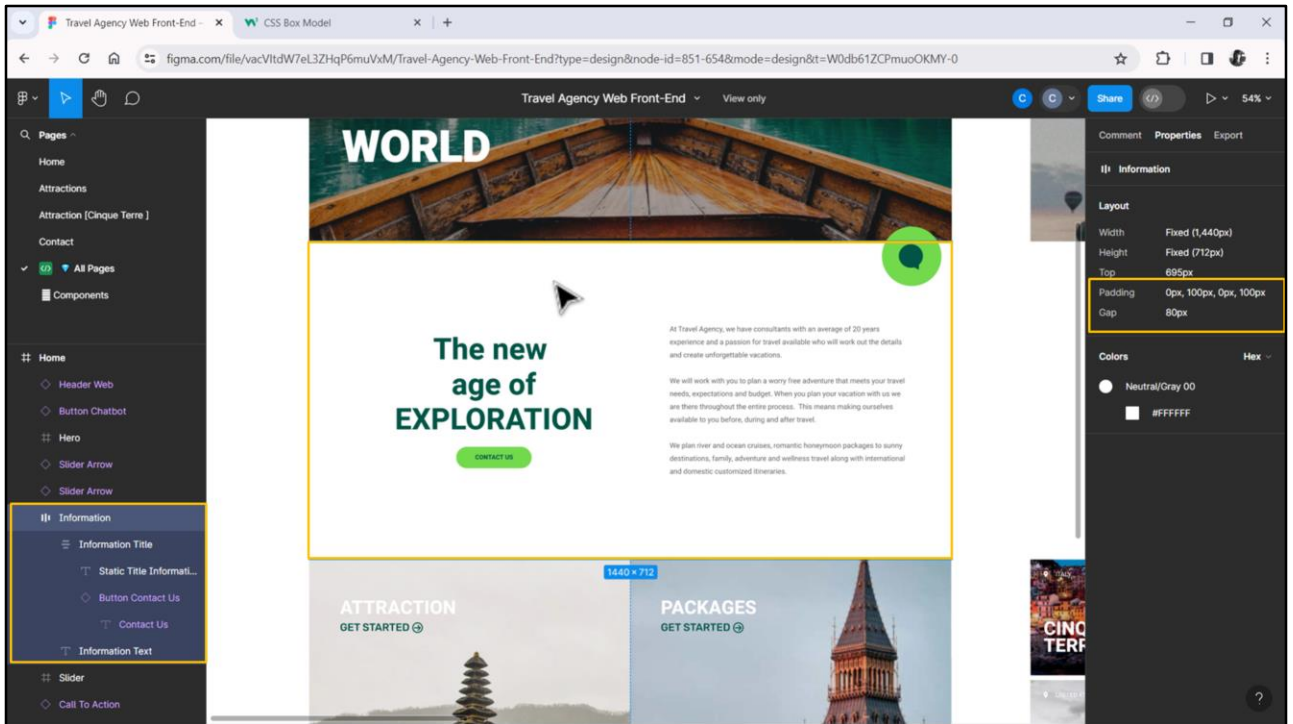 Travel Agency Web Front-End -
CSS Box Model
figma.com/file/vacVltdW7eL3ZHqP6muVxM/Travel-Agency-Web-Front-End?type=design&node-id=851-654&mode=design&t=W0db61ZCPmuoOKMY-0
Travel Agency Web Front-End
View only
C
C
Share
54%
Pages
Home
Attractions
Attraction [Cinque Terre ]
Contact
All Pages
Components
Home
Header Web
Button Chatbot
Hero
Slider Arrow
Slider Arrow
Information
Information Title
Static Title Informati...
Button Contact Us
Contact Us
Information Text
Slider
Call To Action
WORLD
The new
age of
EXPLORATION
CONTACT US
At Travel Agency, we have consultants with an average of 20 years
experience and a passion for travel available who will work out the details
and create unforgettable vacations.
We will work with you to plan a worry free adventure that meets your travel
needs, expectations and budget. When you plan your vacation with us we
are there throughout the entire process. This means making ourselves
available to you before, during and after travel.
We plan river and ocean cruises, romantic honeymoon packages to sunny
destinations, family, adventure and wellness travel along with international
and domestic customized itineraries.
1440 × 712
ATTRACTION
GET STARTED
PACKAGES
GET STARTED
ITALY
CINQ
TERR
Comment Properties Export
Information
Layout
Width Fixed (1,440px)
Height Fixed (712px)
Top 695px
Padding 0px, 100px, 0px, 100px
Gap 80px
Colors Hex
Neutral/Gray 00
#FFFFFF
?